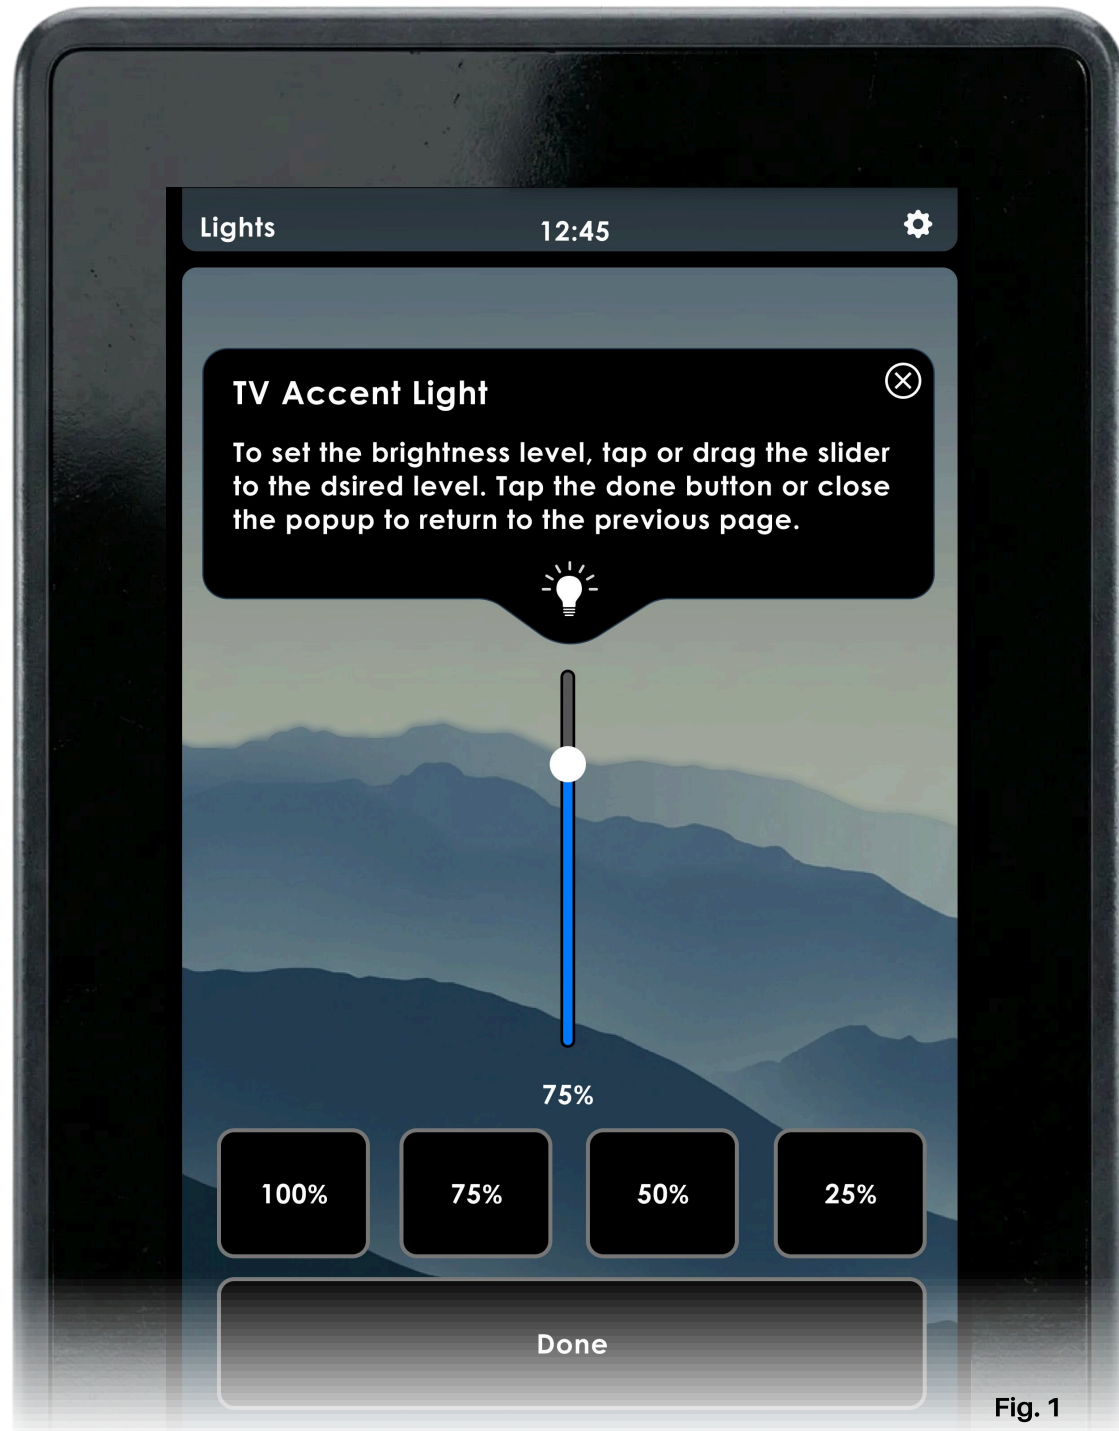 Lights
12:45
TV Accent Light
To set the brightness level, tap or drag the slider
to the dsired level. Tap the done button or close
the popup to return to the previous page.
75%
100%
75%
50%
25%
Done
Fig. 1